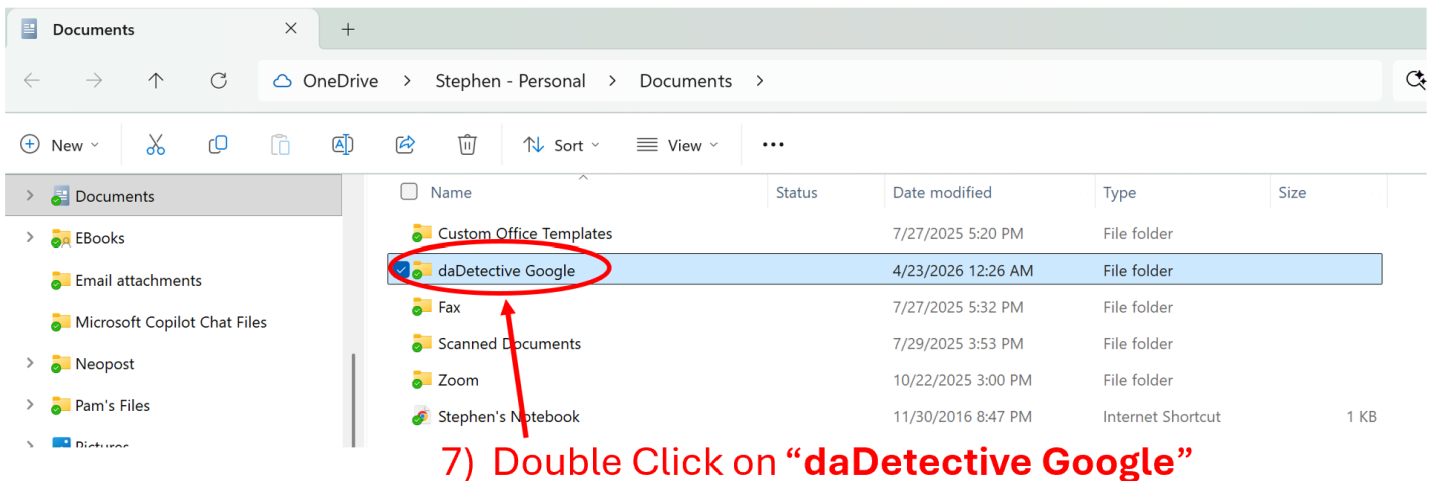 Documents
OneDrive > Stephen - Personal > Documents >
New Sort View
Name Status Date modified Type Size
Documents
EBooks
Email attachments
Microsoft Copilot Chat Files
Neopost
Pam's Files
Pictures
Custom Office Templates 7/27/2025 5:20 PM File folder
daDetective Google 4/23/2026 12:26 AM File folder
Fax 7/27/2025 5:32 PM File folder
Scanned Documents 7/29/2025 3:53 PM File folder
Zoom 10/22/2025 3:00 PM File folder
Stephen's Notebook 11/30/2016 8:47 PM Internet Shortcut 1 KB
7) Double Click on “daDetective Google”